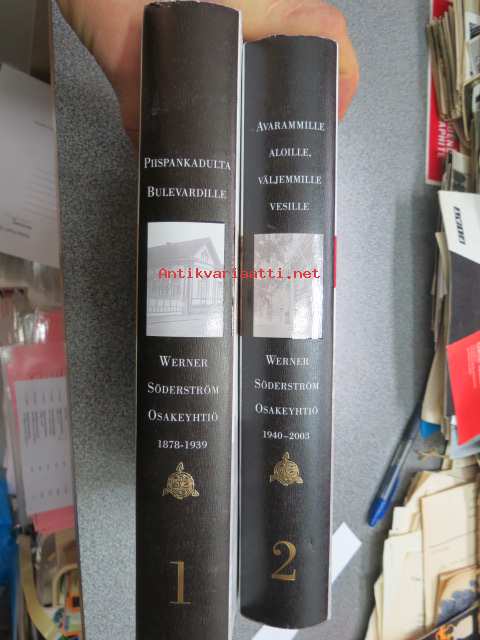 PIISPANKADULTA
BULEVARDILLE
WERNER
SÖDERSTRÖM
OSAKEYHTIÖ
1878-1939
1
AVARAMMILLE
ALOILLE,
VÄLJEMMILLE
VESILLE
WERNER
SÖDERSTRÖM
OSAKEYHTIÖ
1940–2003
2
Antikvariaatti.net